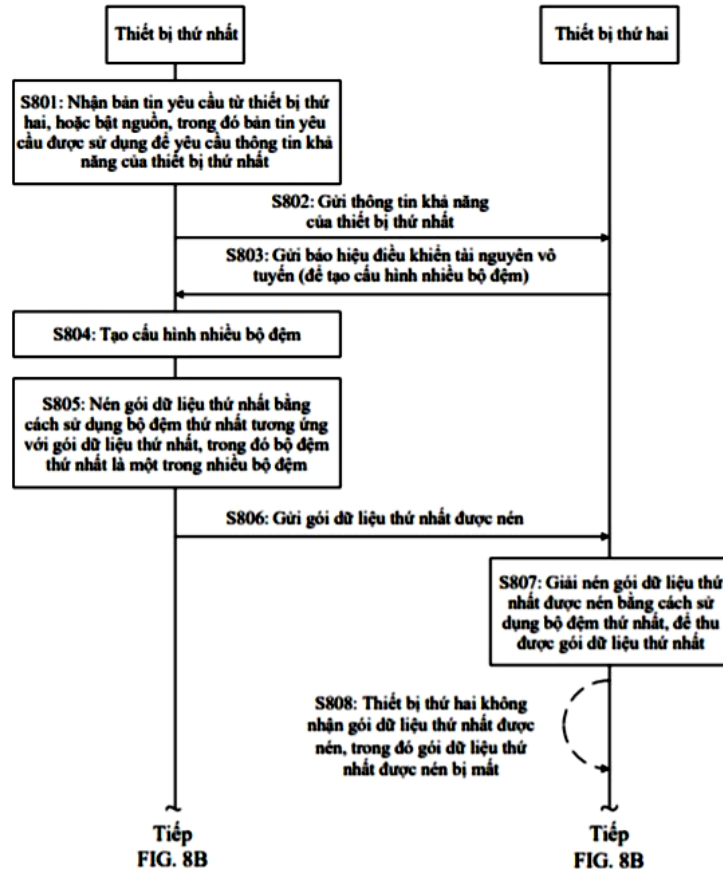 Thiết bị thứ nhất
Thiết bị thứ hai
S801: Nhận bản tin yêu cầu từ thiết bị thứ
hai, hoặc bật nguồn, trong đó bản tin yêu
cầu được sử dụng để yêu cầu thông tin khả
năng của thiết bị thứ nhất
S802: Gửi thông tin khả năng
của thiết bị thứ nhất
S803: Gửi báo hiệu điều khiển tài nguyên vô
tuyến (để tạo cấu hình nhiều bộ đệm)
S804: Tạo cấu hình nhiều bộ đệm
S805: Nén gói dữ liệu thứ nhất bằng
cách sử dụng bộ đệm thứ nhất tương ứng
với gói dữ liệu thứ nhất, trong đó bộ đệm
thứ nhất là một trong nhiều bộ đệm
S806: Gửi gói dữ liệu thứ nhất được nén
S807: Giải nén gói dữ liệu thứ
nhất được nén bằng cách sử
dụng bộ đệm thứ nhất, để thu
được gói dữ liệu thứ nhất
S808: Thiết bị thứ hai không
nhận gói dữ liệu thứ nhất được
nén, trong đó gói dữ liệu thứ
nhất được nén bị mất
Tiếp
FIG. 8B
Tiếp
FIG. 8B